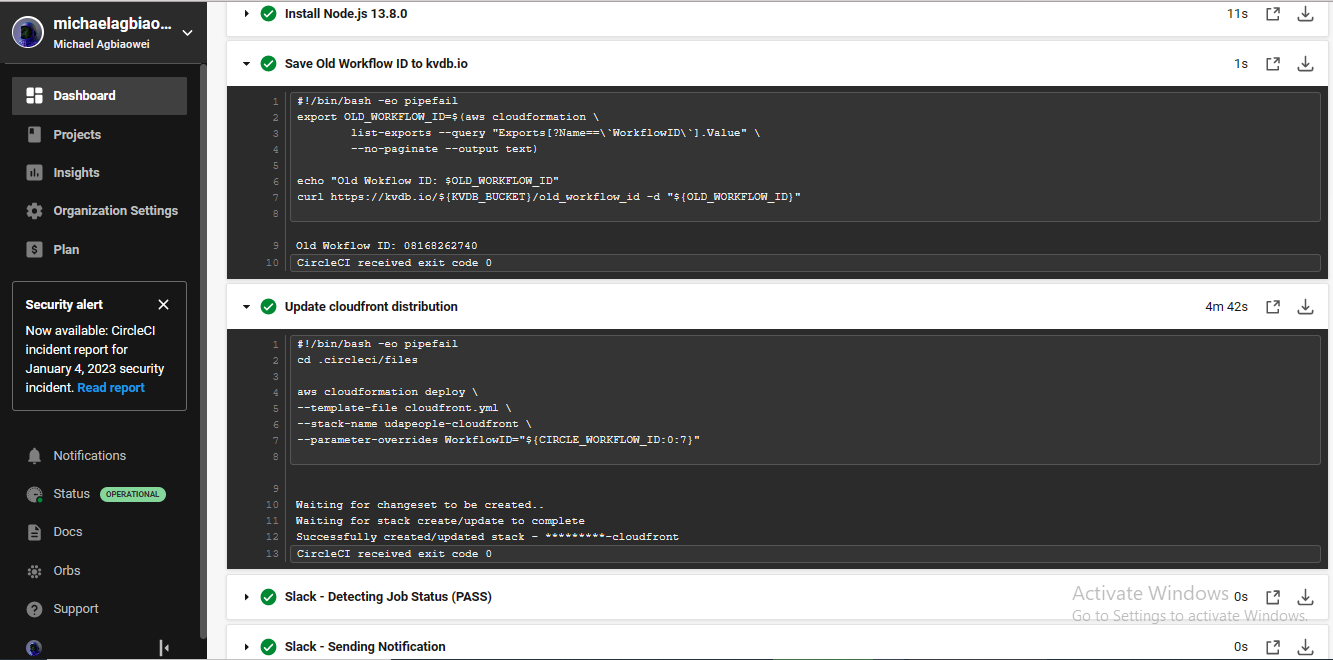 michaelagbiao...
Michael Agbiaowei
Dashboard
Projects
Insights
Organization Settings
$ Plan
Security alert
Now available: CircleCI
incident report for
January 4, 2023 security
incident. Read report
Notifications
Status OPERATIONAL
Docs
Orbs
? Support
Install Node.js 13.8.0 11s
Save Old Workflow ID to kvdb.io 1s
1 #!/bin/bash -eo pipefail
2 export OLD_WORKFLOW_ID=$(aws cloudformation \
3 list-exports --query "Exports[?Name==\`WorkflowID\`].Value" \
4 --no-paginate --output text)
5
6 echo "Old Wokflow ID: $OLD_WORKFLOW_ID"
7 curl https://kvdb.io/${KVDB_BUCKET}/old_workflow_id -d "${OLD_WORKFLOW_ID}"
8
9 Old Wokflow ID: 08168262740
10 CircleCI received exit code 0
Update cloudfront distribution 4m 42s
1 #!/bin/bash -eo pipefail
2 cd .circleci/files
3
4 aws cloudformation deploy \
5 --template-file cloudfront.yml \
6 --stack-name udapeople-cloudfront \
7 --parameter-overrides WorkflowID="${CIRCLE_WORKFLOW_ID:0:7}"
8
9
10 Waiting for changeset to be created..
11 Waiting for stack create/update to complete
12 Successfully created/updated stack - *********-cloudfront
13 CircleCI received exit code 0
Slack - Detecting Job Status (PASS) 0s
Slack - Sending Notification 0s
Activate Windows
Go to Settings to activate Windows.